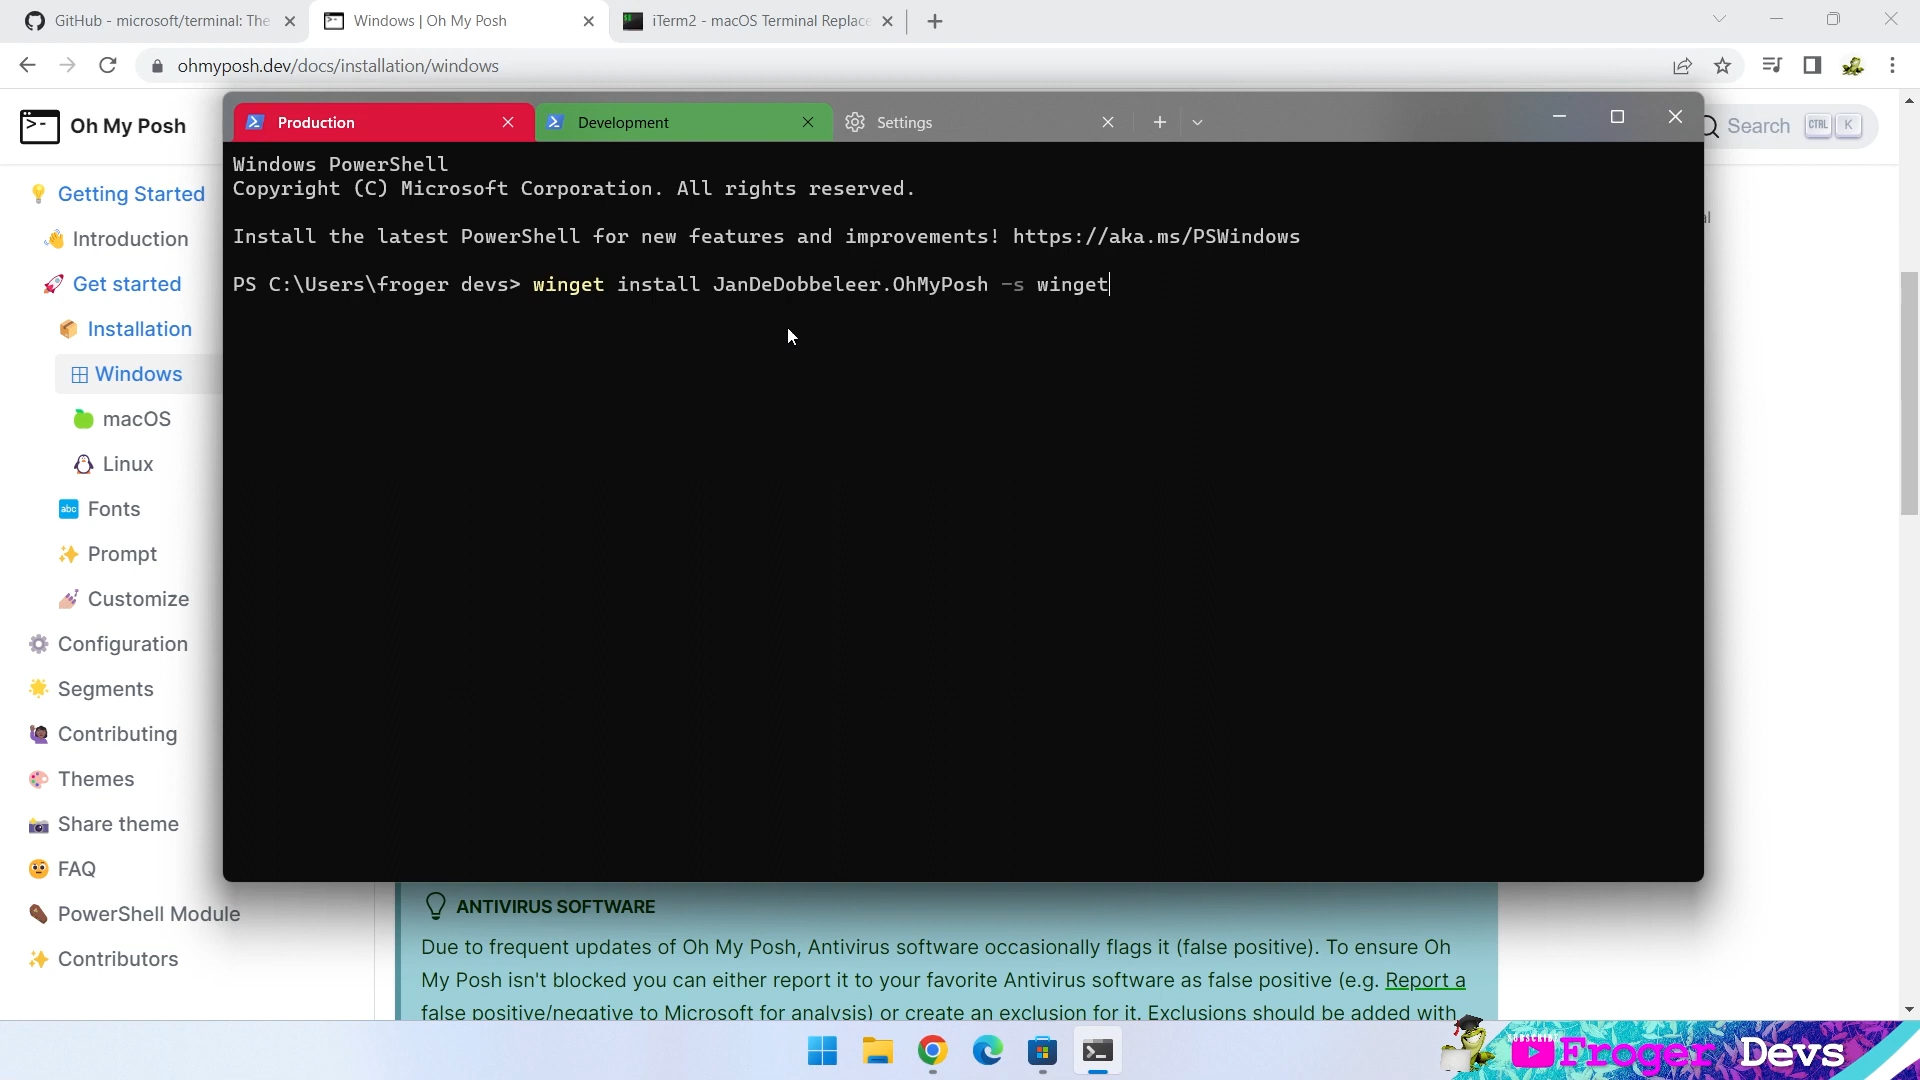 GitHub - microsoft/terminal: The
Windows | Oh My Posh
iTerm2 - macOS Terminal Replace
ohmyposh.dev/docs/installation/windows
Oh My Posh
Search CTRL K
Production
Development
Settings
Windows PowerShell
Copyright (C) Microsoft Corporation. All rights reserved.
Install the latest PowerShell for new features and improvements! https://aka.ms/PSWindows
PS C:\Users\froger devs> winget install JanDeDobbeleer.OhMyPosh -s winget
Getting Started
Introduction
Get started
Installation
Windows
macOS
Linux
abc Fonts
Prompt
Customize
Configuration
Segments
Contributing
Themes
Share theme
FAQ
PowerShell Module
Contributors
ANTIVIRUS SOFTWARE
Due to frequent updates of Oh My Posh, Antivirus software occasionally flags it (false positive). To ensure Oh
My Posh isn't blocked you can either report it to your favorite Antivirus software as false positive (e.g. Report a
false positive/negative to Microsoft for analysis) or create an exclusion for it. Exclusions should be added with
SUBSCRIBE
Froger Devs